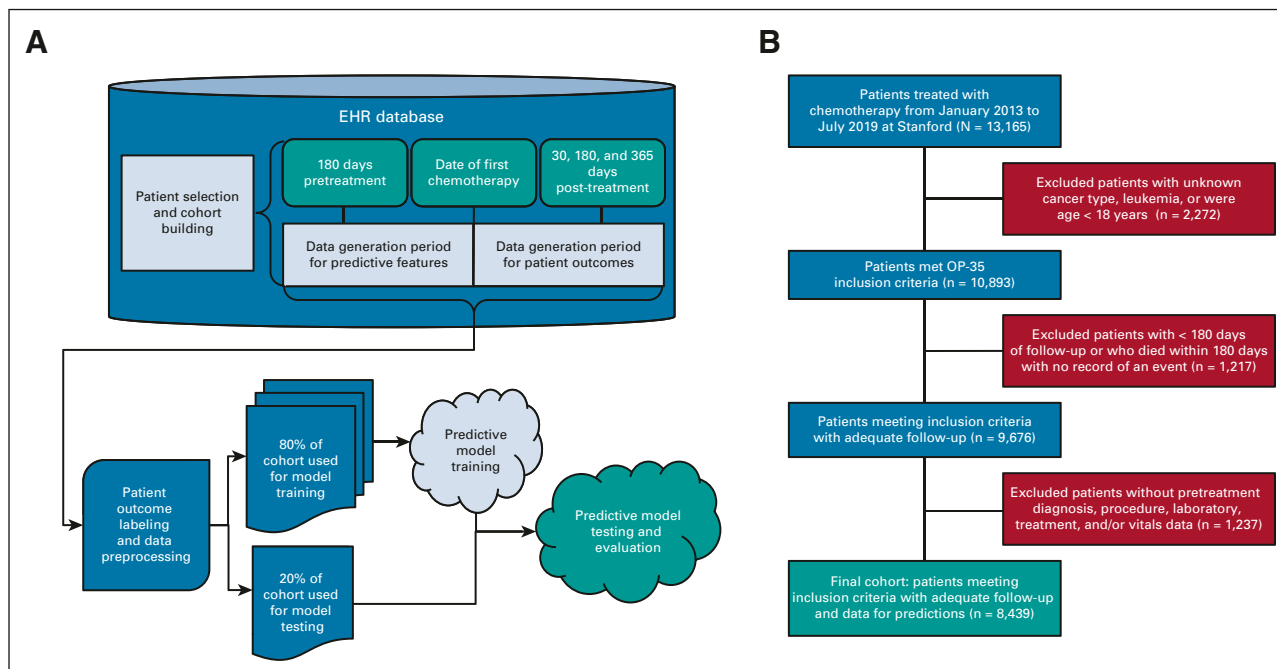 A
EHR database
Patient selection
and cohort
building
180 days
pretreatment
Date of first
chemotherapy
30, 180, and 365
days
post-treatment
Data generation period
for predictive features
Data generation period
for patient outcomes
Patient
outcome
labeling
and data
preprocessing
80% of
cohort used
for model
training
20% of
cohort used
for model
testing
Predictive
model
training
Predictive model
testing and
evaluation
B
Patients treated with
chemotherapy from January 2013 to
July 2019 at Stanford (N = 13,165)
Excluded patients with unknown
cancer type, leukemia, or were
age < 18 years (n = 2,272)
Patients met OP-35
inclusion criteria (n = 10,893)
Excluded patients with < 180 days
of follow-up or who died within 180 days
with no record of an event (n = 1,217)
Patients meeting inclusion criteria
with adequate follow-up (n = 9,676)
Excluded patients without pretreatment
diagnosis, procedure, laboratory,
treatment, and/or vitals data (n = 1,237)
Final cohort: patients meeting
inclusion criteria with adequate follow-up
and data for predictions (n = 8,439)